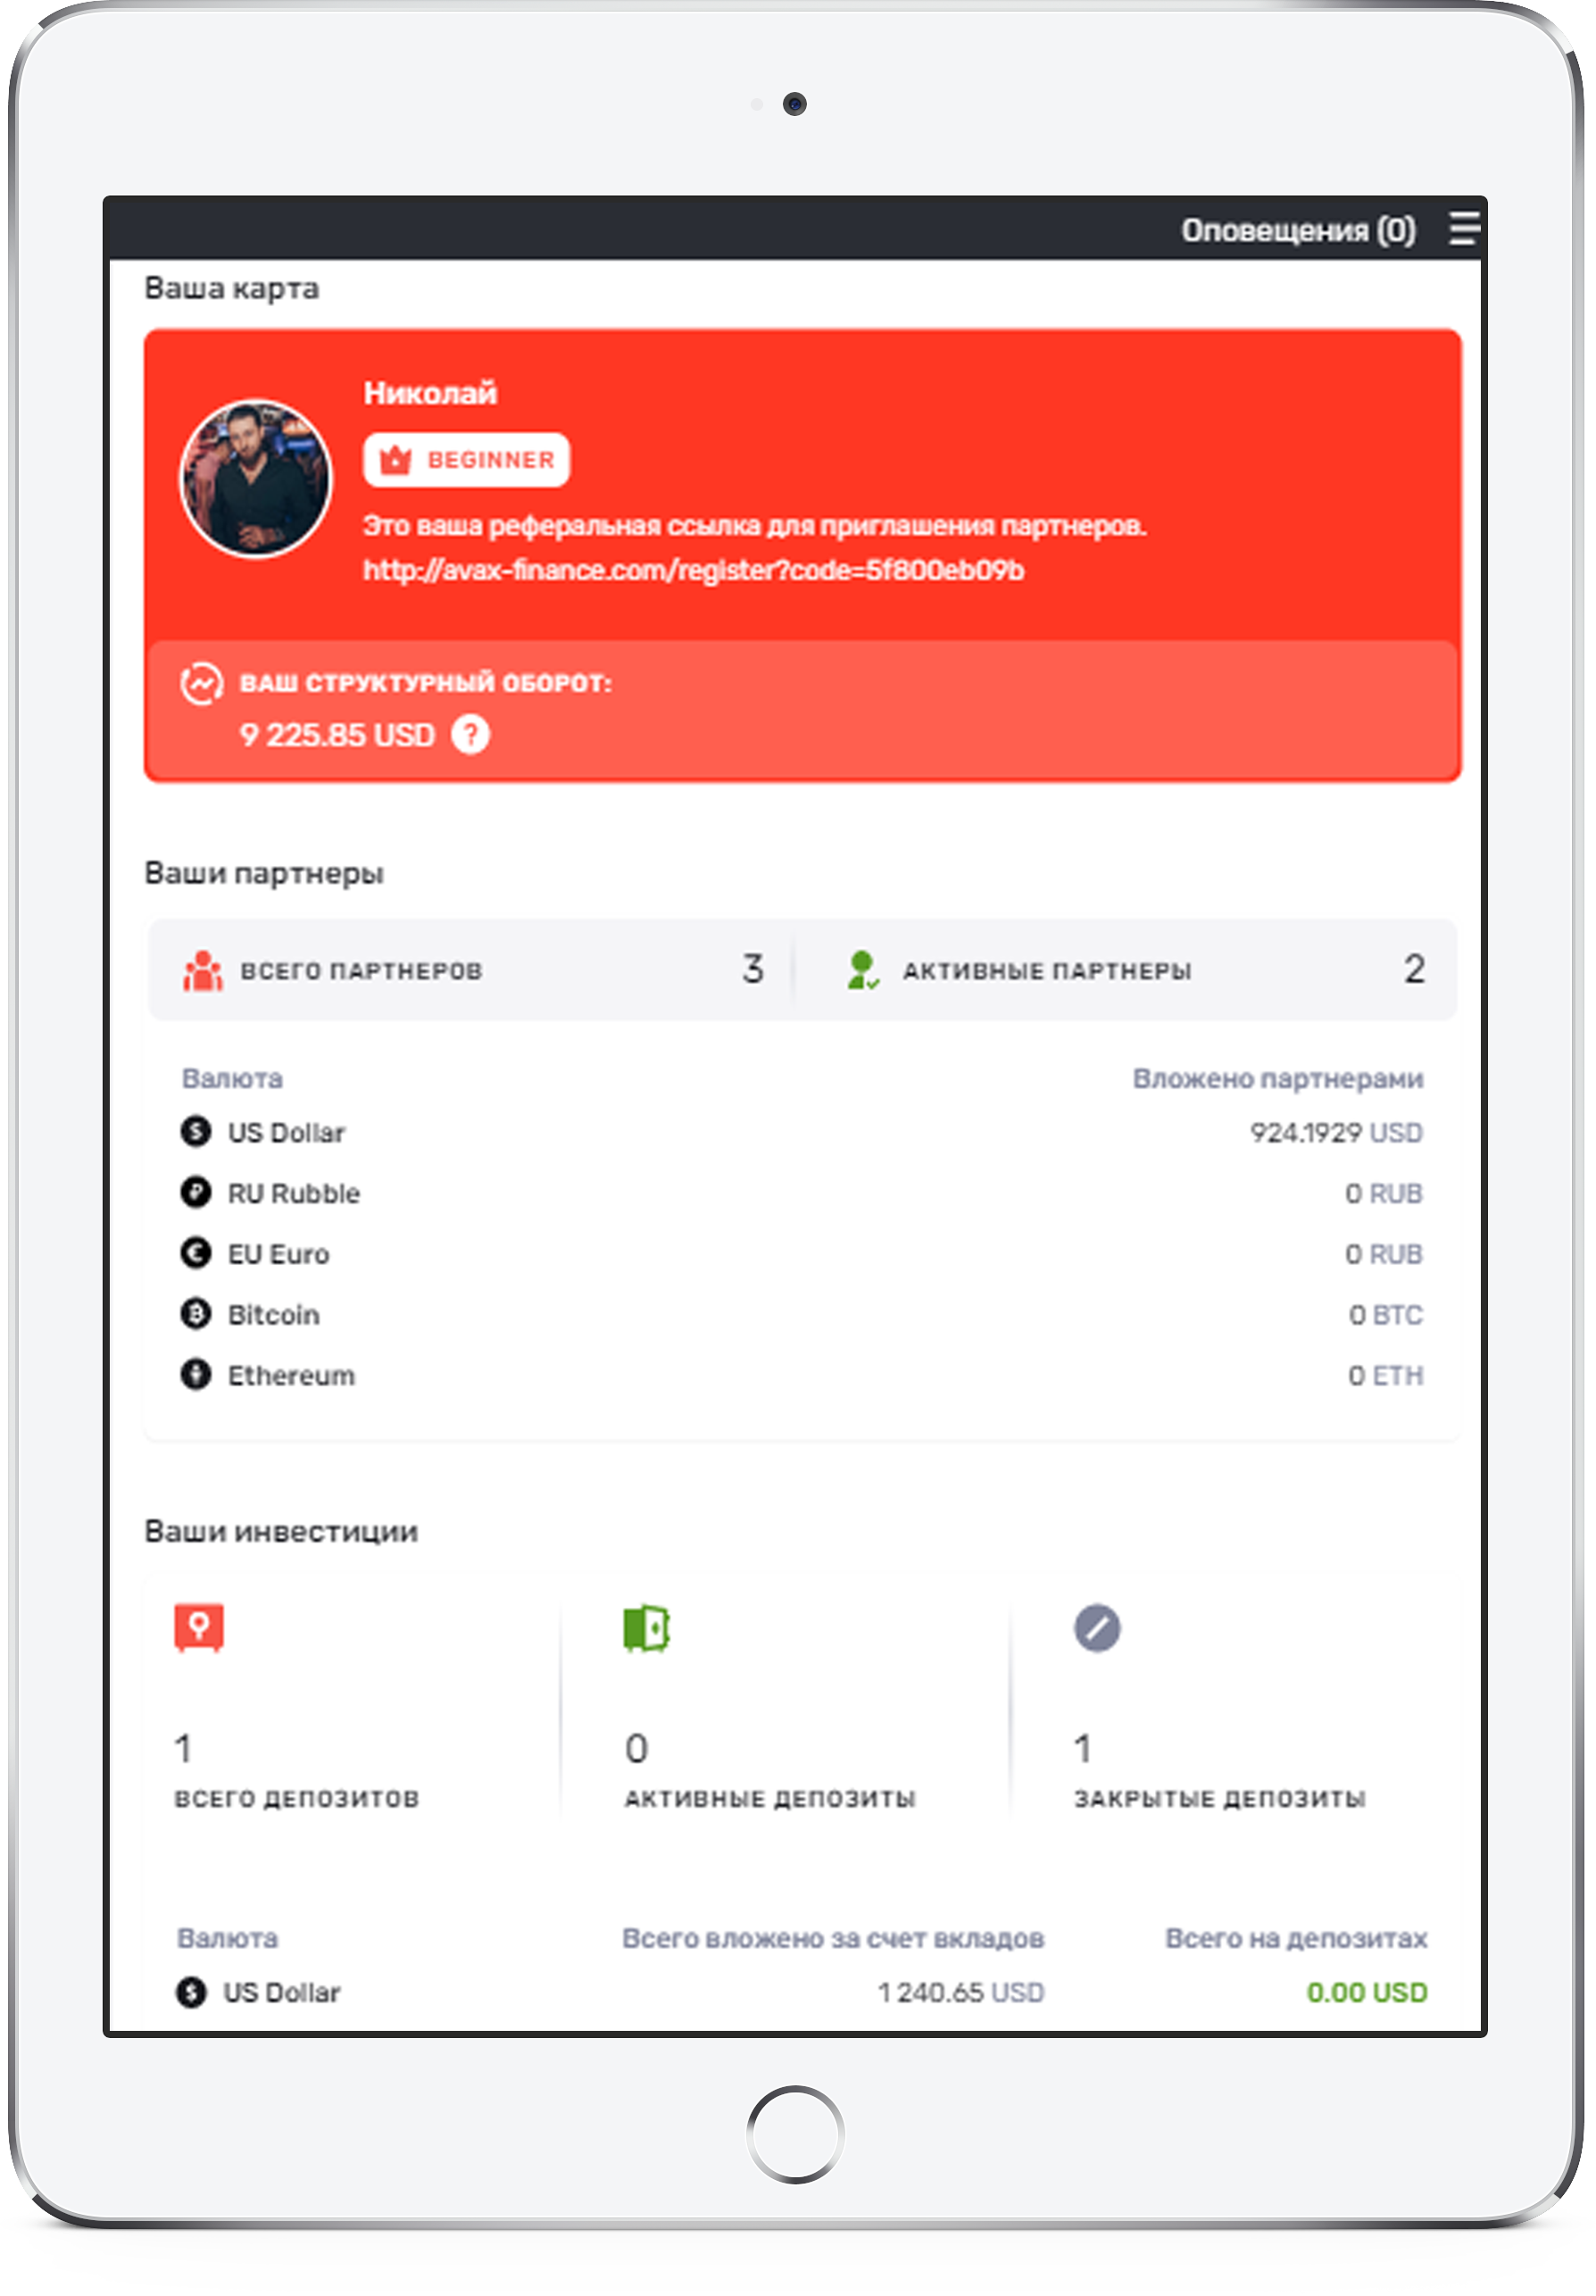 Оповещения (0)
Ваша карта
Николай
BEGINNER
Это ваша реферальная ссылка для приглашения партнеров.
http://avax-finance.com/register?code=5f800eb09b
ВАШ СТРУКТУРНЫЙ ОБОРОТ:
9 225.85 USD ?
Ваши партнеры
ВСЕГО ПАРТНЕРОВ 3 АКТИВНЫЕ ПАРТНЕРЫ 2
Валюта Вложено партнерами
US Dollar 924.1929 USD
RU Rubble 0 RUB
EU Euro 0 RUB
Bitcoin 0 BTC
Ethereum 0 ETH
Ваши инвестиции
1 0 1
ВСЕГО ДЕПОЗИТОВ АКТИВНЫЕ ДЕПОЗИТЫ ЗАКРЫТЫЕ ДЕПОЗИТЫ
Валюта Всего вложено за счет вкладов Всего на депозитах
US Dollar 1 240.65 USD 0.00 USD